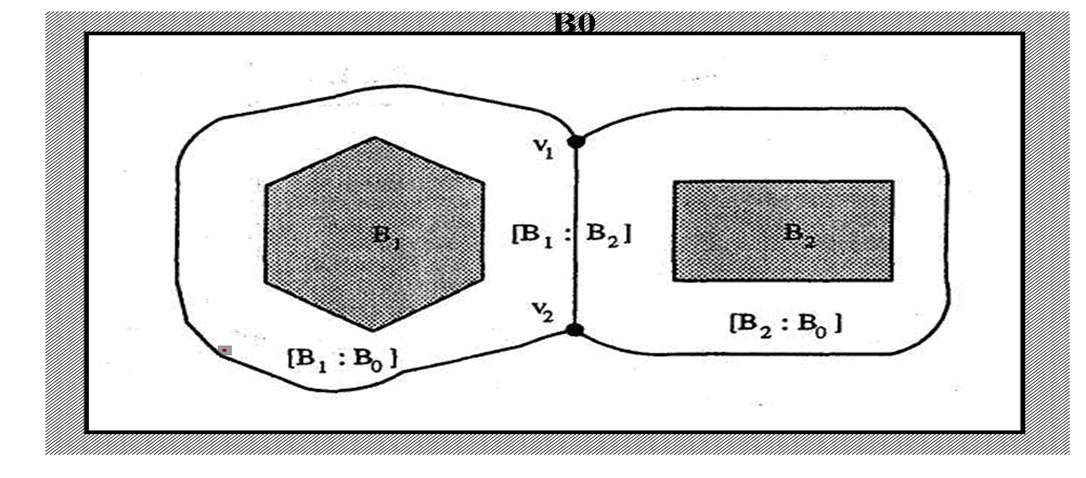 B0
v₁
B₁
[B₁ : B₂]
B₂
v₂
[B₂ : B₀]
[B₁ : B₀]